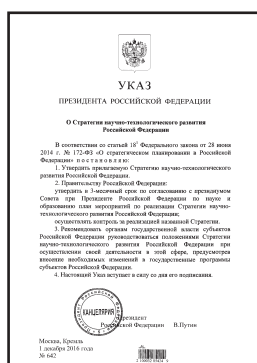 УКАЗ
ПРЕЗИДЕНТА РОССИЙСКОЙ ФЕДЕРАЦИИ
О Стратегии научно-технологического развития
Российской Федерации
В соответствии со статьей 18¹ Федерального закона от 28 июня
2014 г. № 172-ФЗ «О стратегическом планировании в Российской
Федерации» постановляю:
1. Утвердить прилагаемую Стратегию научно-технологического
развития Российской Федерации.
2. Правительству Российской Федерации:
утвердить в 3-месячный срок по согласованию с президиумом
Совета при Президенте Российской Федерации по науке и
образованию план мероприятий по реализации Стратегии научно-
технологического развития Российской Федерации;
осуществлять контроль за реализацией названной Стратегии.
3. Рекомендовать органам государственной власти субъектов
Российской Федерации руководствоваться положениями Стратегии
научно-технологического развития Российской Федерации при
осуществлении своей деятельности в этой сфере, предусмотрев
внесение необходимых изменений в государственные программы
субъектов Российской Федерации.
4. Настоящий Указ вступает в силу со дня его подписания.
КАНЦЕЛЯРИЯ
Президент
Российской Федерации В.Путин
Москва, Кремль
1 декабря 2016 года
№ 642